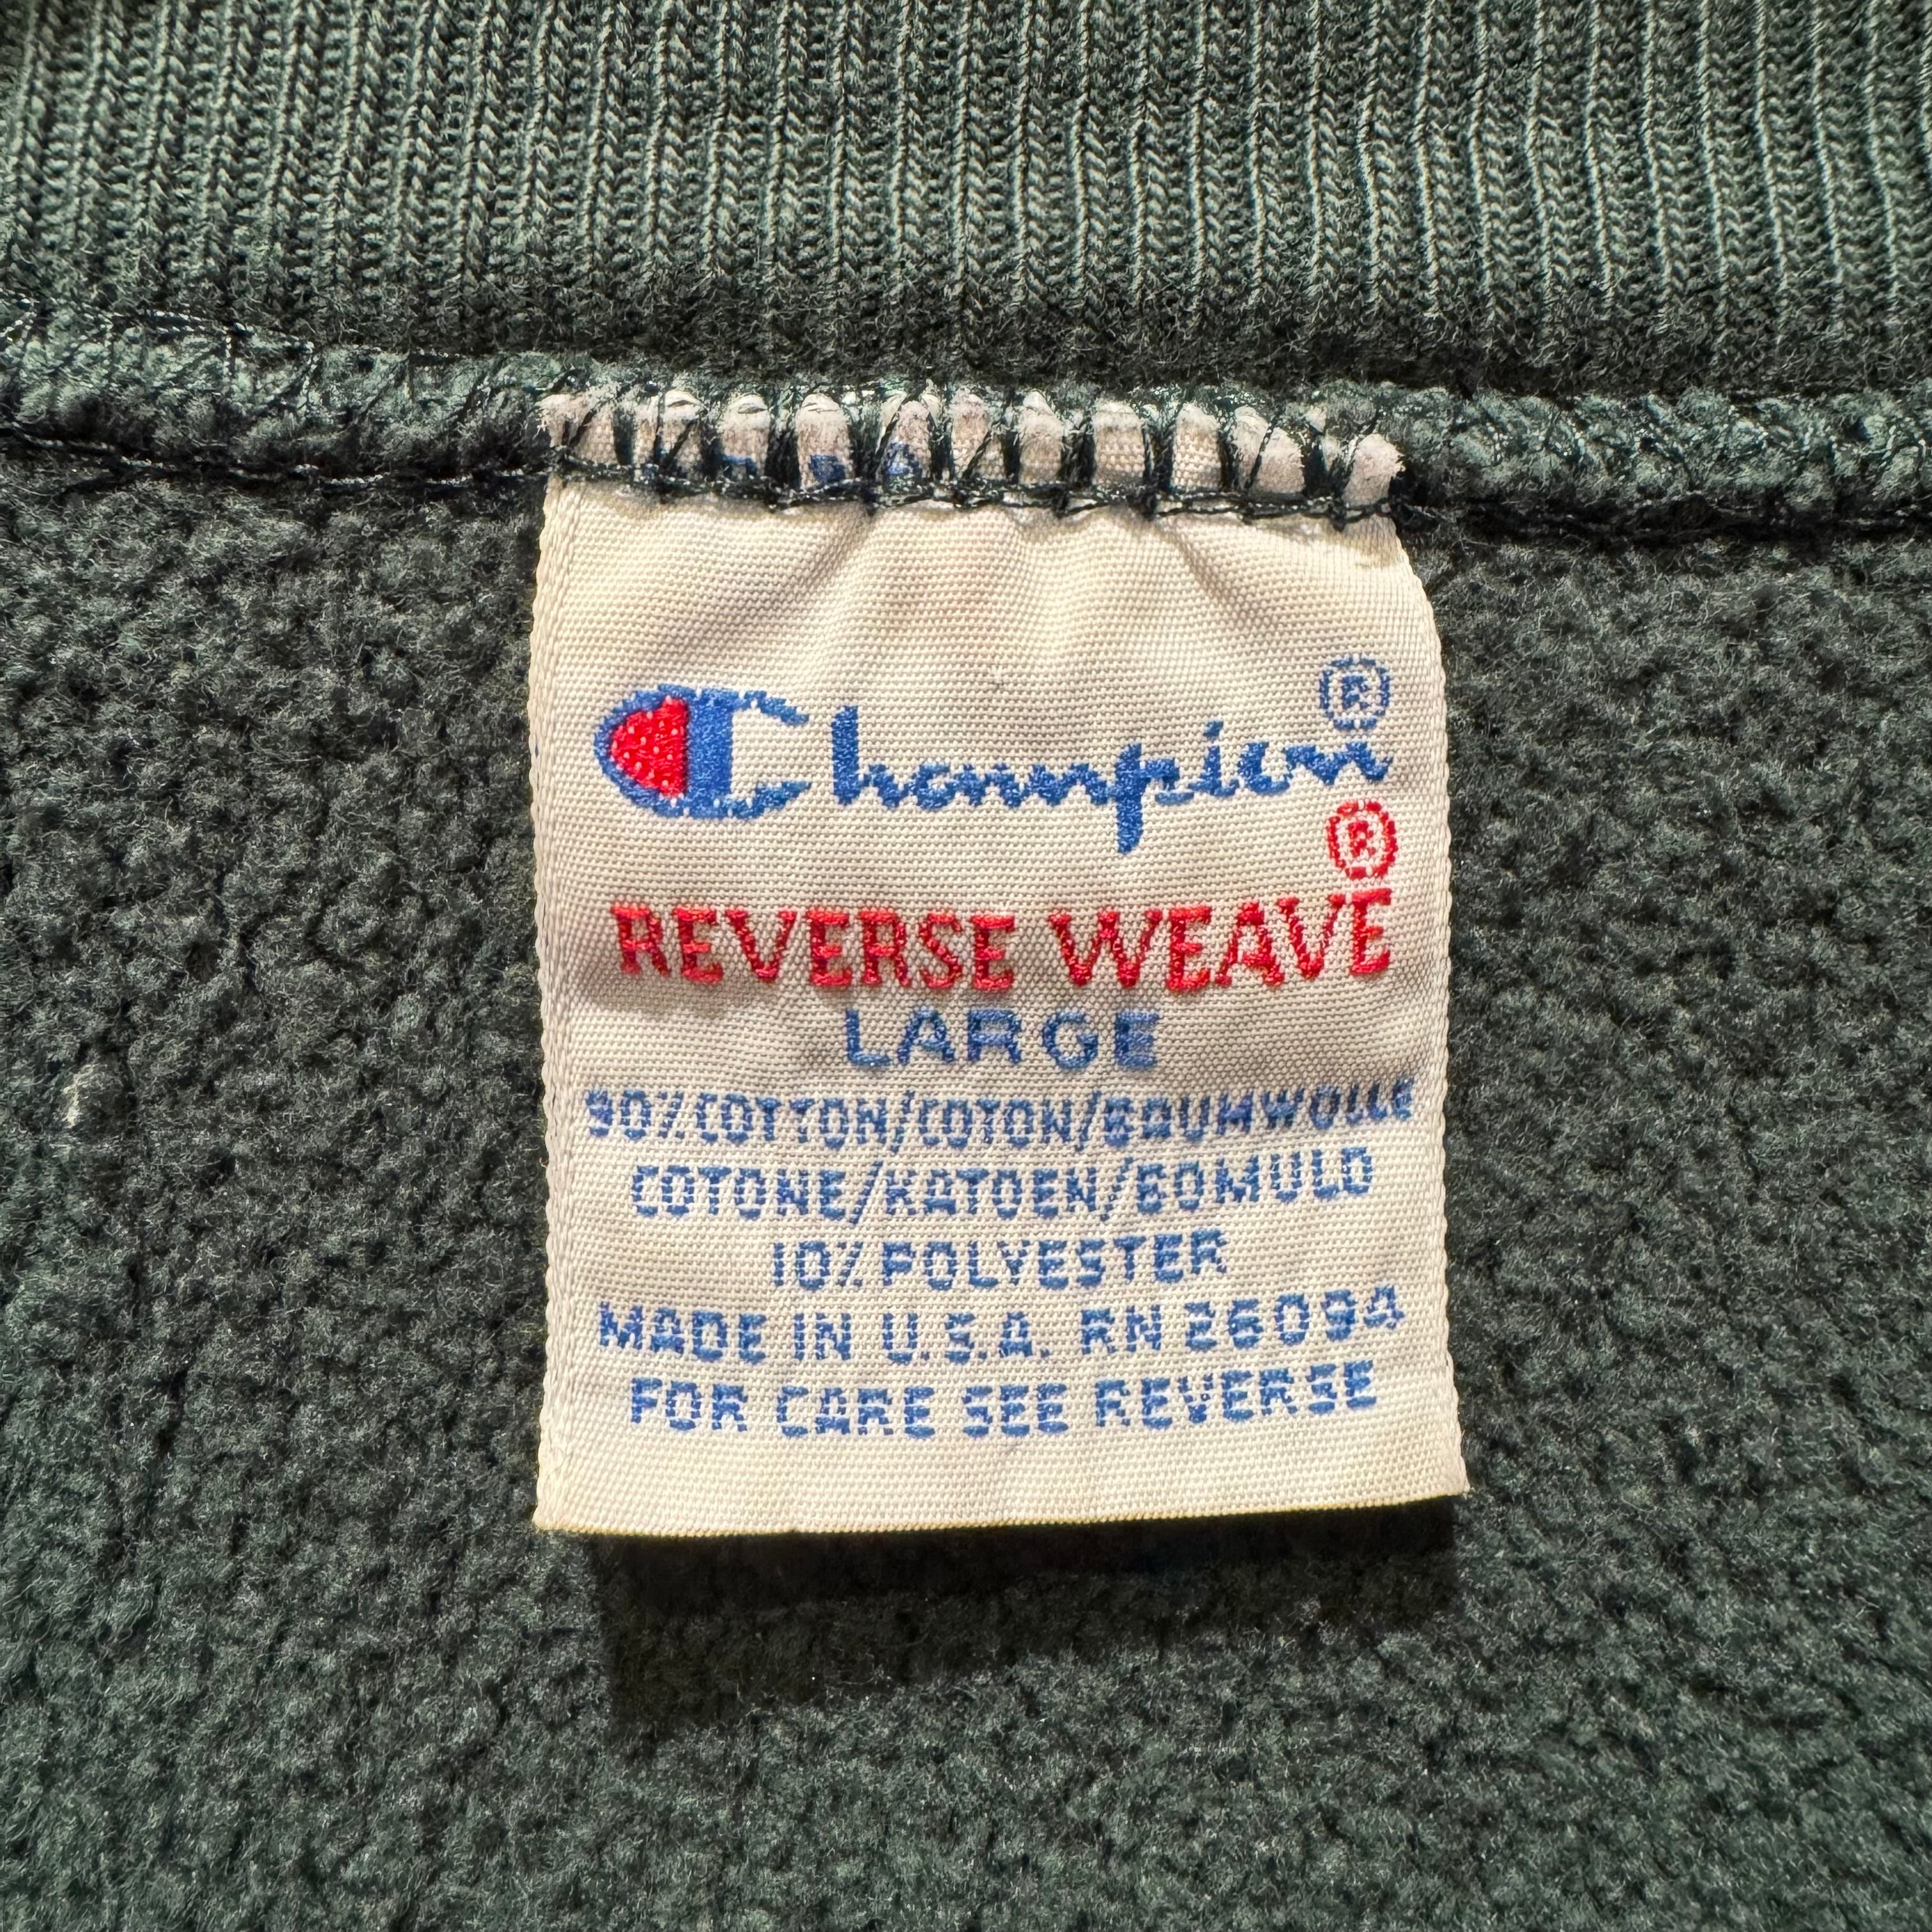 Champion®
REVERSE WEAVE®
LARGE
90% COTTON/COTON/BAUMWOLLE
COTONE/KATOEN/BOMULD
10% POLYESTER
MADE IN U.S.A. RN 26094
FOR CARE SEE REVERSE